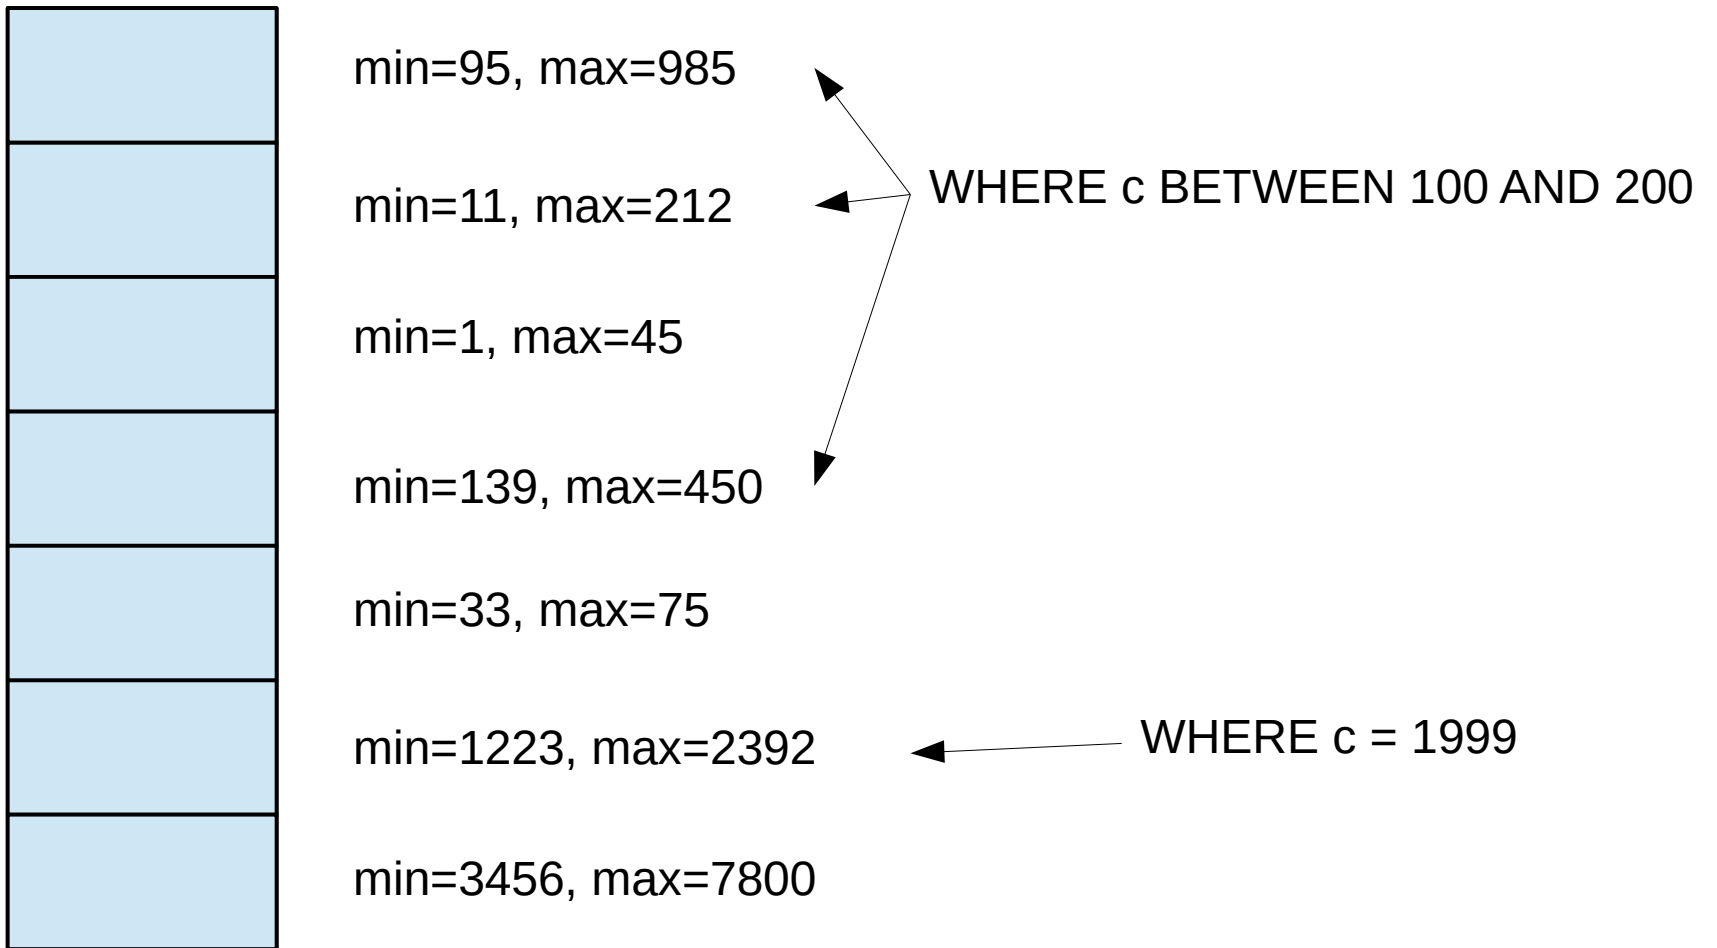 min=95, max=985
WHERE c BETWEEN 100 AND 200
min=11, max=212
min=1, max=45
min=139, max=450
min=33, max=75
min=1223, max=2392
WHERE c = 1999
min=3456, max=7800